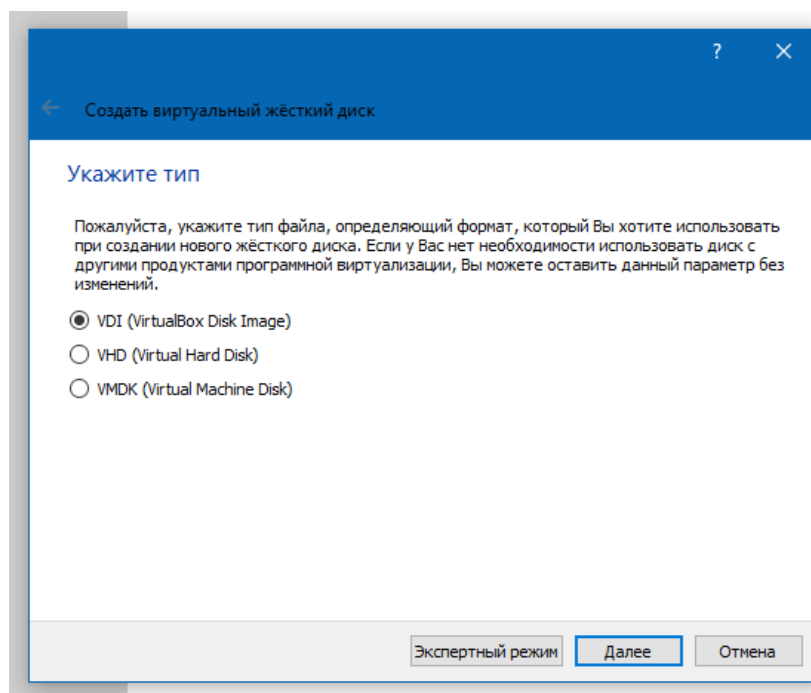 ?
Создать виртуальный жёсткий диск
Укажите тип
Пожалуйста, укажите тип файла, определяющий формат, который Вы хотите использовать
при создании нового жёсткого диска. Если у Вас нет необходимости использовать диск с
другими продуктами программной виртуализации, Вы можете оставить данный параметр без
изменений.
VDI (VirtualBox Disk Image)
VHD (Virtual Hard Disk)
VMDK (Virtual Machine Disk)
Экспертный режим Далее Отмена